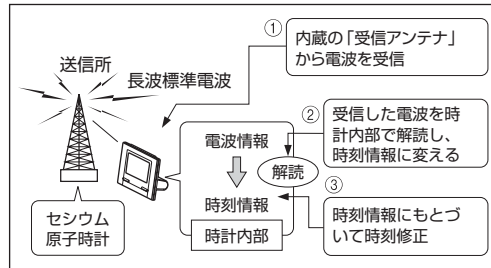 ①
内蔵の「受信アンテナ」
から電波を受信
送信所
長波標準電波
②
受信した電波を時
計内部で解読し、
時刻情報に変える
電波情報
解読
時刻情報
時計内部
③
時刻情報にもとづ
いて時刻修正
セシウム
原子時計